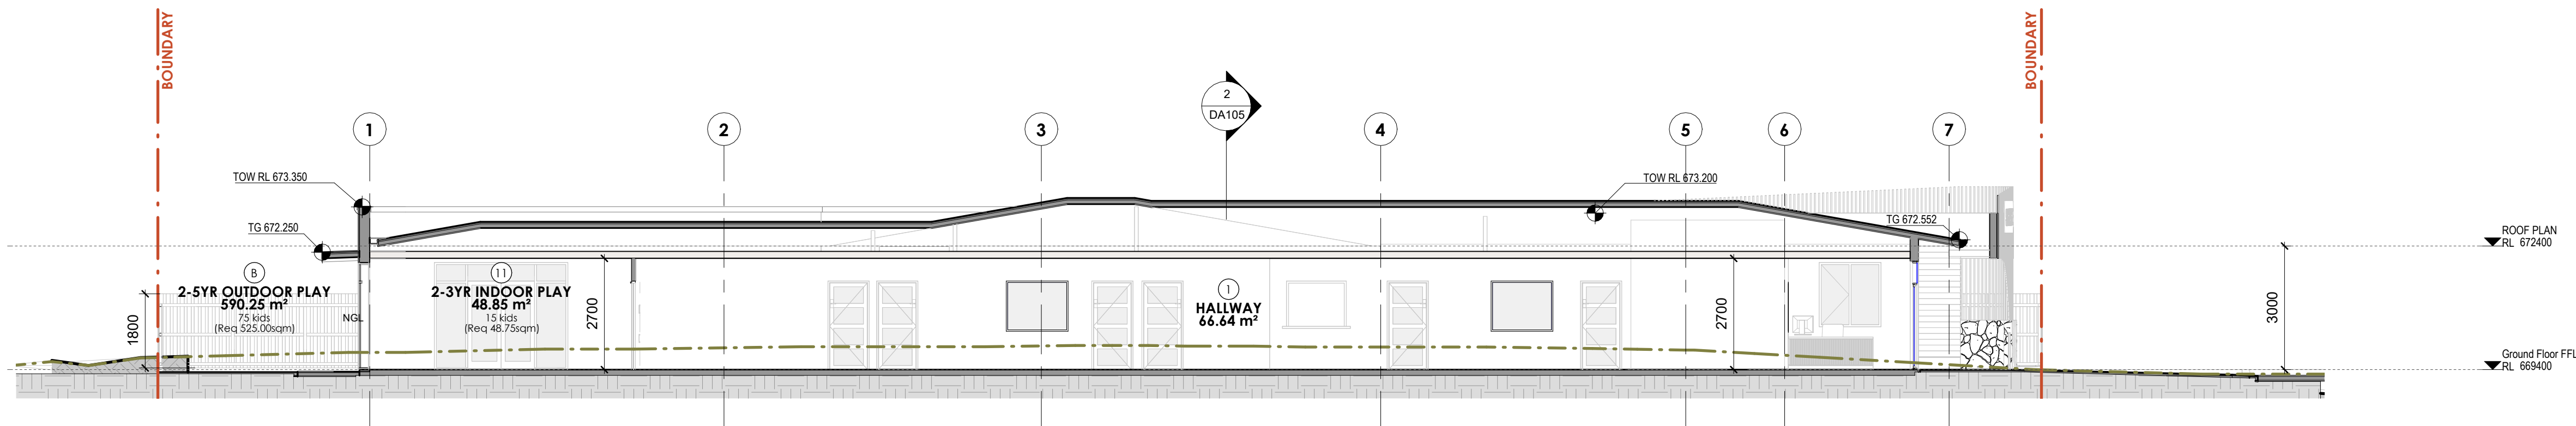 BOUNDARY
BOUNDARY
2
DA105
1
2
3
4
5
6
7
TOW RL 673.350
TOW RL 673.200
TG 672.250
TG 672.552
ROOF PLAN
RL 672400
B
2-5YR OUTDOOR PLAY
590.25 m²
75 kids
(Req 525.00sqm)
NGL
1800
11
2-3YR INDOOR PLAY
48.85 m²
15 kids
(Req 48.75sqm)
2700
1
HALLWAY
66.64 m²
2700
3000
Ground Floor FFL
RL 669400